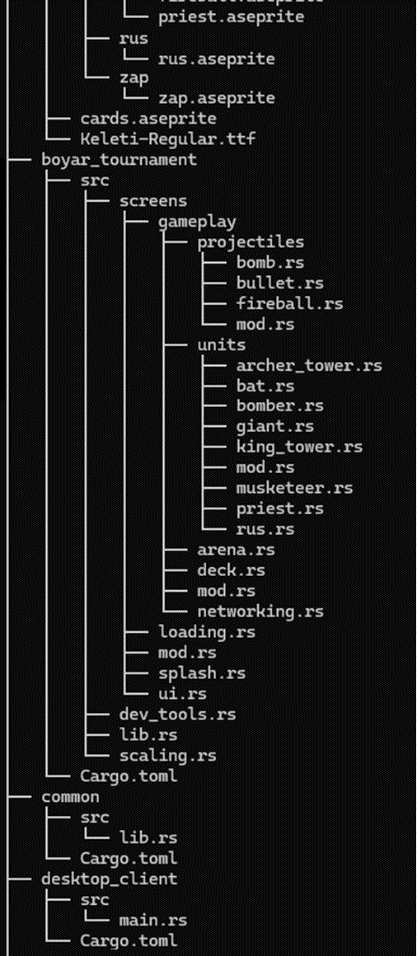 priest.aseprite
rus
rus.aseprite
zap
zap.aseprite
cards.aseprite
Keleti-Regular.ttf
boyar_tournament
src
screens
gameplay
projectiles
bomb.rs
bullet.rs
fireball.rs
mod.rs
units
archer_tower.rs
bat.rs
bomber.rs
giant.rs
king_tower.rs
mod.rs
musketeer.rs
priest.rs
rus.rs
arena.rs
deck.rs
mod.rs
networking.rs
loading.rs
mod.rs
splash.rs
ui.rs
dev_tools.rs
lib.rs
scaling.rs
Cargo.toml
common
src
lib.rs
Cargo.toml
desktop_client
src
main.rs
Cargo.toml